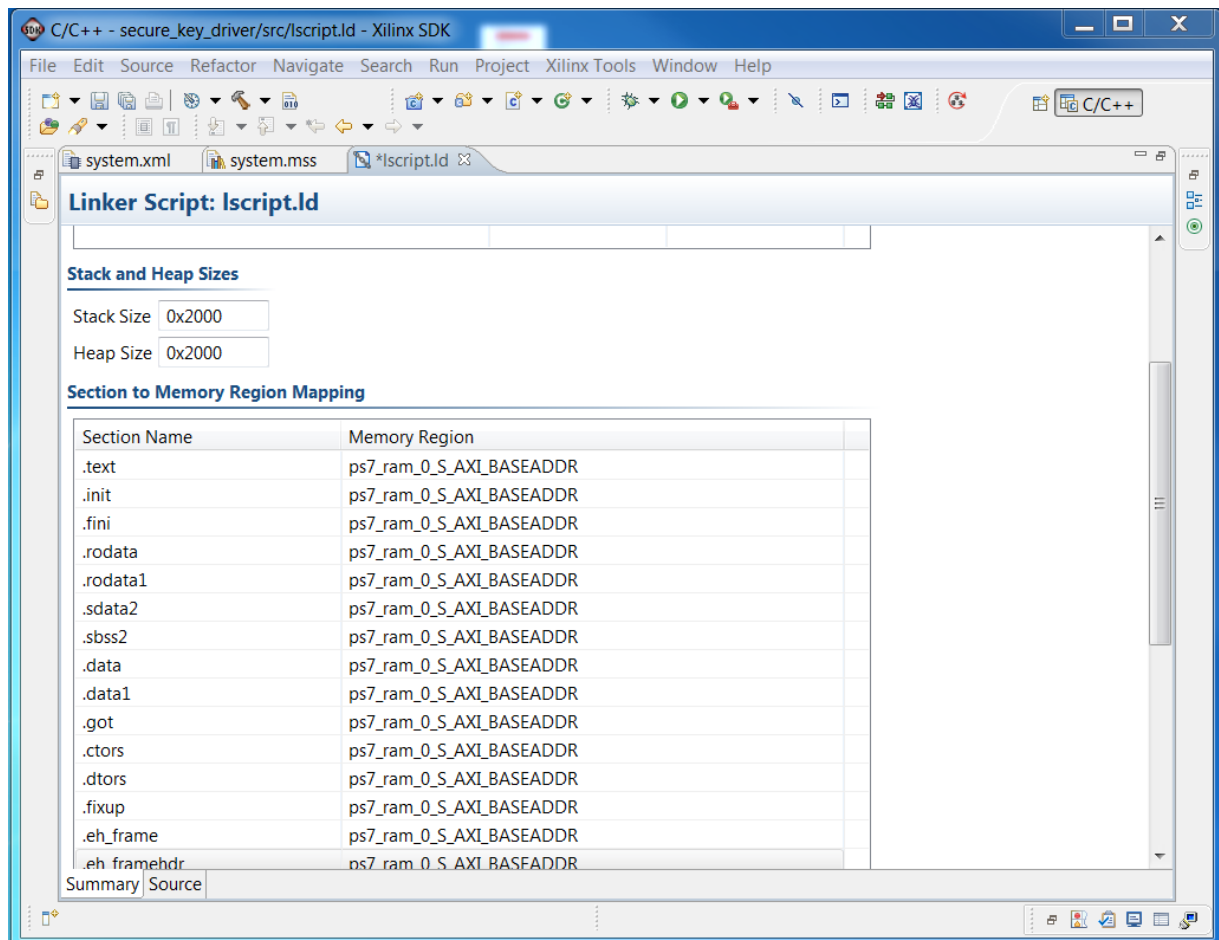 SDK C/C++ - secure_key_driver/src/lscript.ld - Xilinx SDK
File Edit Source Refactor Navigate Search Run Project Xilinx Tools Window Help
C/C++
system.xml system.mss *lscript.ld
Linker Script: lscript.ld
Stack and Heap Sizes
Stack Size 0x2000
Heap Size 0x2000
Section to Memory Region Mapping
Section Name Memory Region
.text ps7_ram_0_S_AXI_BASEADDR
.init ps7_ram_0_S_AXI_BASEADDR
.fini ps7_ram_0_S_AXI_BASEADDR
.rodata ps7_ram_0_S_AXI_BASEADDR
.rodata1 ps7_ram_0_S_AXI_BASEADDR
.sdata2 ps7_ram_0_S_AXI_BASEADDR
.sbss2 ps7_ram_0_S_AXI_BASEADDR
.data ps7_ram_0_S_AXI_BASEADDR
.data1 ps7_ram_0_S_AXI_BASEADDR
.got ps7_ram_0_S_AXI_BASEADDR
.ctors ps7_ram_0_S_AXI_BASEADDR
.dtors ps7_ram_0_S_AXI_BASEADDR
.fixup ps7_ram_0_S_AXI_BASEADDR
.eh_frame ps7_ram_0_S_AXI_BASEADDR
.eh_framehdr ps7_ram_0_S_AXI_BASEADDR
Summary Source